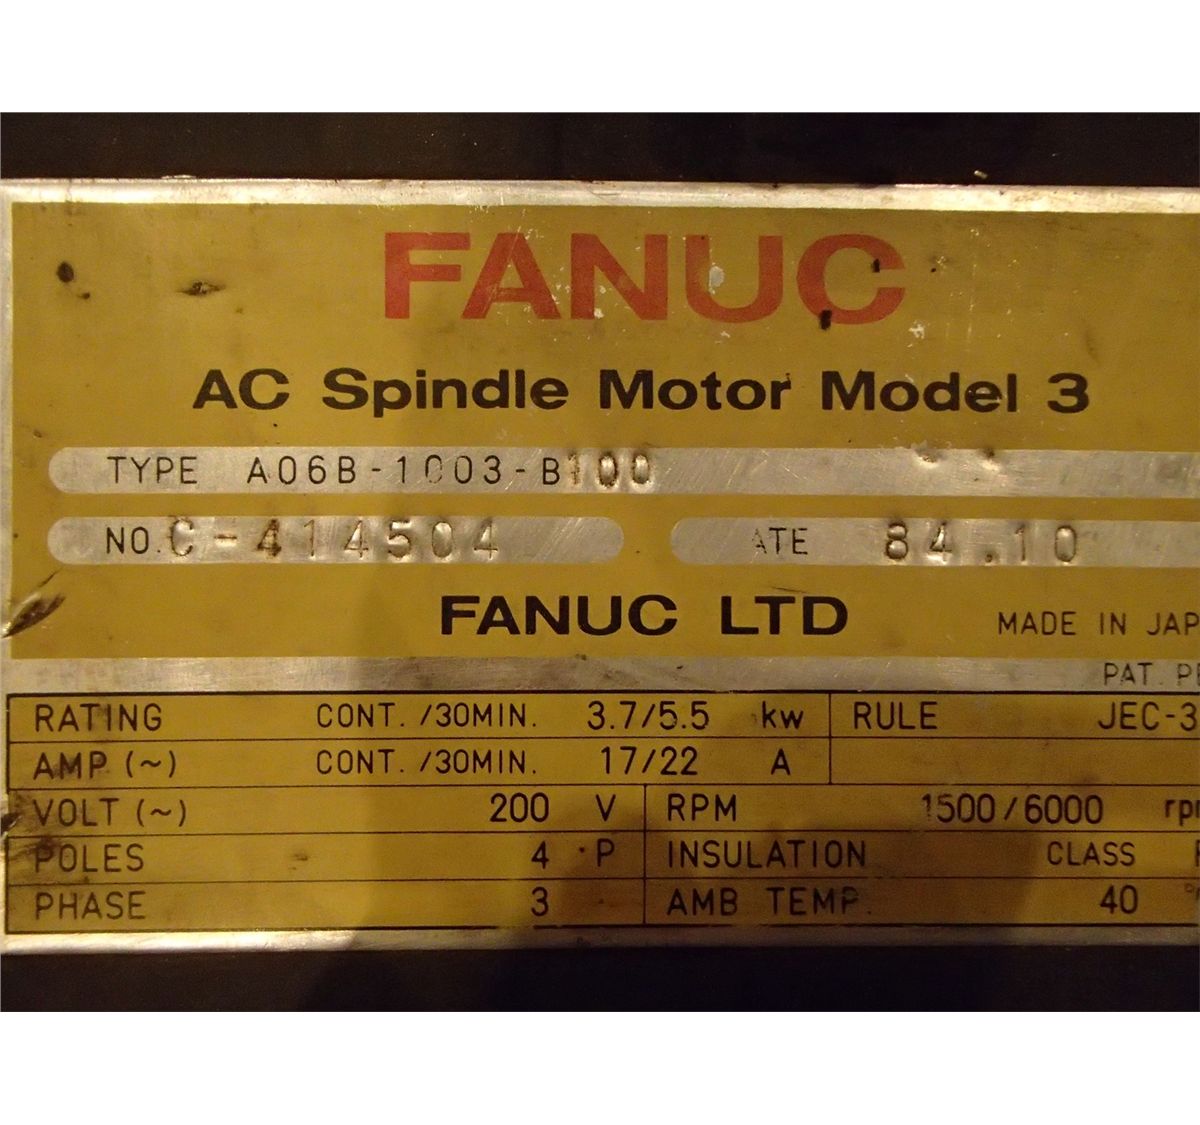 FANUC
AC Spindle Motor Model 3
TYPE A06B-1003-B100
NO. C-414504 ATE 84.10
FANUC LTD
MADE IN JAP
PAT. PE
RATING CONT. /30MIN. 3.7/5.5 kw RULE JEC-3
AMP (~) CONT. /30MIN. 17/22 A
VOLT (~) 200 V RPM 1500/6000 rp
POLES 4 P INSULATION CLASS
PHASE 3 AMB TEMP. 40